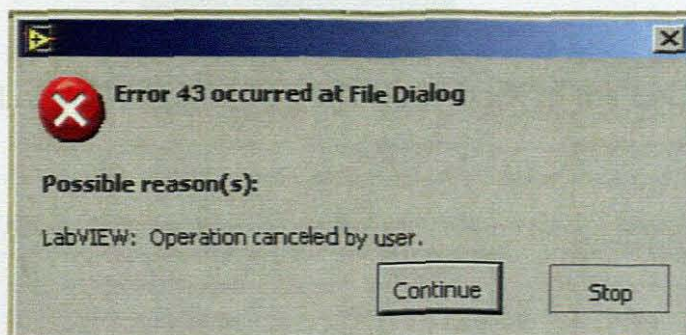 Error 43 occurred at File Dialog
Possible reason(s):
LabVIEW: Operation canceled by user.
Continue Stop